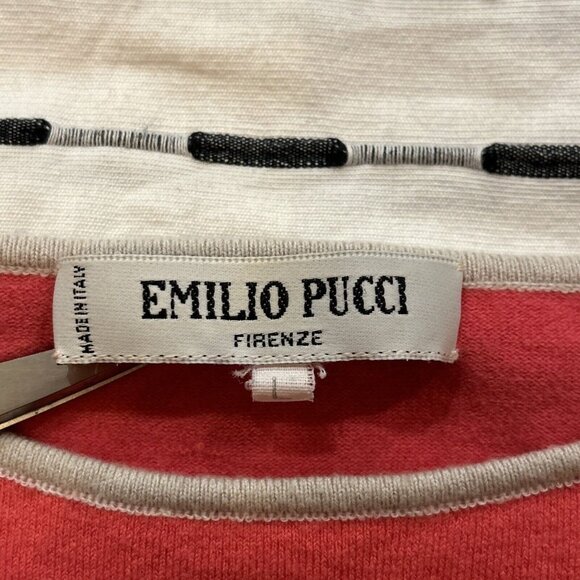 MADE IN ITALY
EMILIO PUCCI
FIRENZE
L